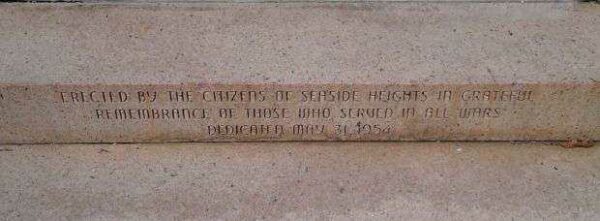 ERECTED BY THE CITIZENS OF SEASIDE HEIGHTS IN GRATEFUL
REMEMBRANCE OF THOSE WHO SERVED IN ALL WARS
DEDICATED MAY 31, 1954